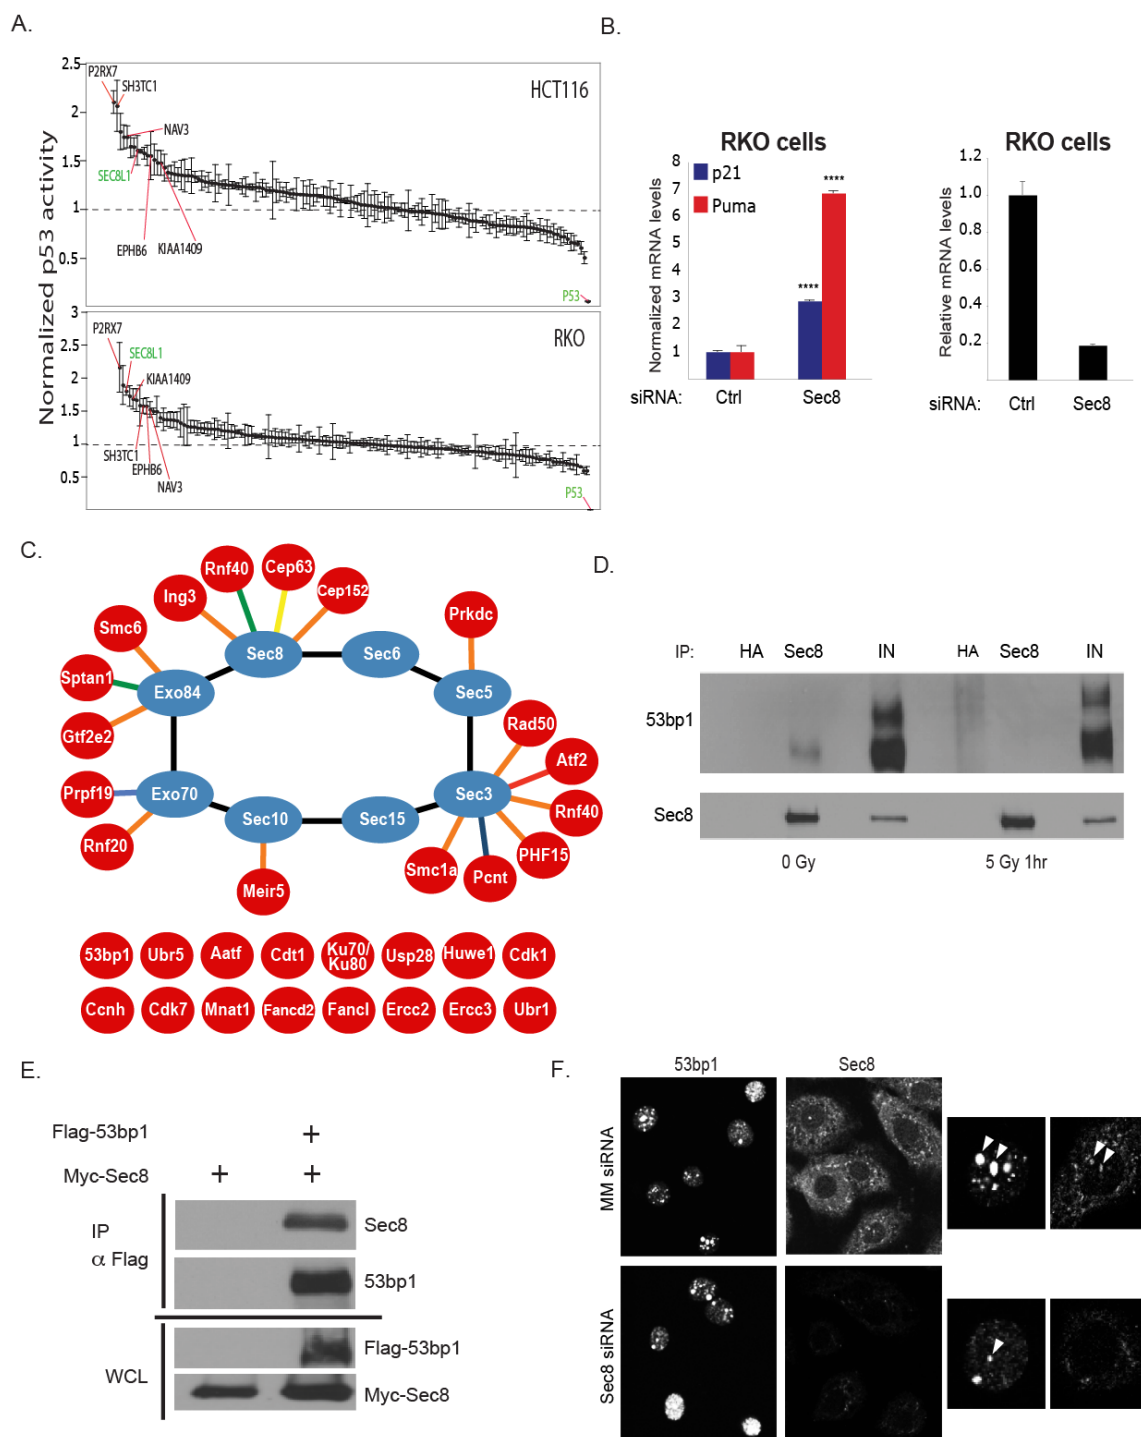 A.
Normalized p53 activity
2.5
2
1.5
1
0.5
P2RX7
SH3TC1
NAV3
SEC8L1
EPHB6
KIAA1409
HCT116
P53
3
2.5
2
1.5
1
0.5
P2RX7
SEC8L1
KIAA1409
SH3TC1
EPHB6
NAV3
RKO
P53
B.
RKO cells
Normalized mRNA levels
8
7
6
5
4
3
2
1
p21
Puma
****
****
siRNA:
Ctrl
Sec8
RKO cells
Relative mRNA levels
1.2
1.0
0.8
0.6
0.4
0.2
siRNA:
Ctrl
Sec8
C.
Rnf40
Cep63
Ing3
Cep152
Smc6
Prkdc
Sec8
Sec6
Sptan1
Exo84
Sec5
Gtf2e2
Rad50
Atf2
Prpf19
Exo70
Sec3
Rnf40
Sec10
Sec15
Rnf20
PHF15
Smc1a
Pcnt
Meir5
53bp1
Ubr5
Aatf
Cdt1
Ku70/
Ku80
Usp28
Huwe1
Cdk1
Ccnh
Cdk7
Mnat1
Fancd2
FancI
Ercc2
Ercc3
Ubr1
D.
IP: HA Sec8 IN HA Sec8 IN
53bp1
Sec8
0 Gy 5 Gy 1hr
E.
Flag-53bp1 +
Myc-Sec8 + +
IP
α Flag
Sec8
53bp1
WCL
Flag-53bp1
Myc-Sec8
F.
53bp1 Sec8
MM siRNA
Sec8 siRNA